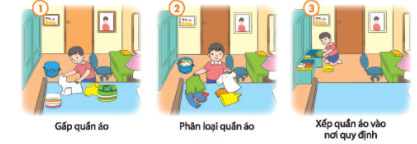 1
2
3
Gấp quần áo
Phân loại quần áo
Xếp quần áo vào
nơi quy định